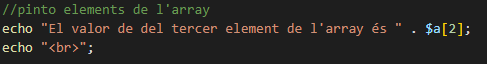 //pinto elements de l'array
echo "El valor de del tercer element de l'array és " . $a[2];
echo "<br>";